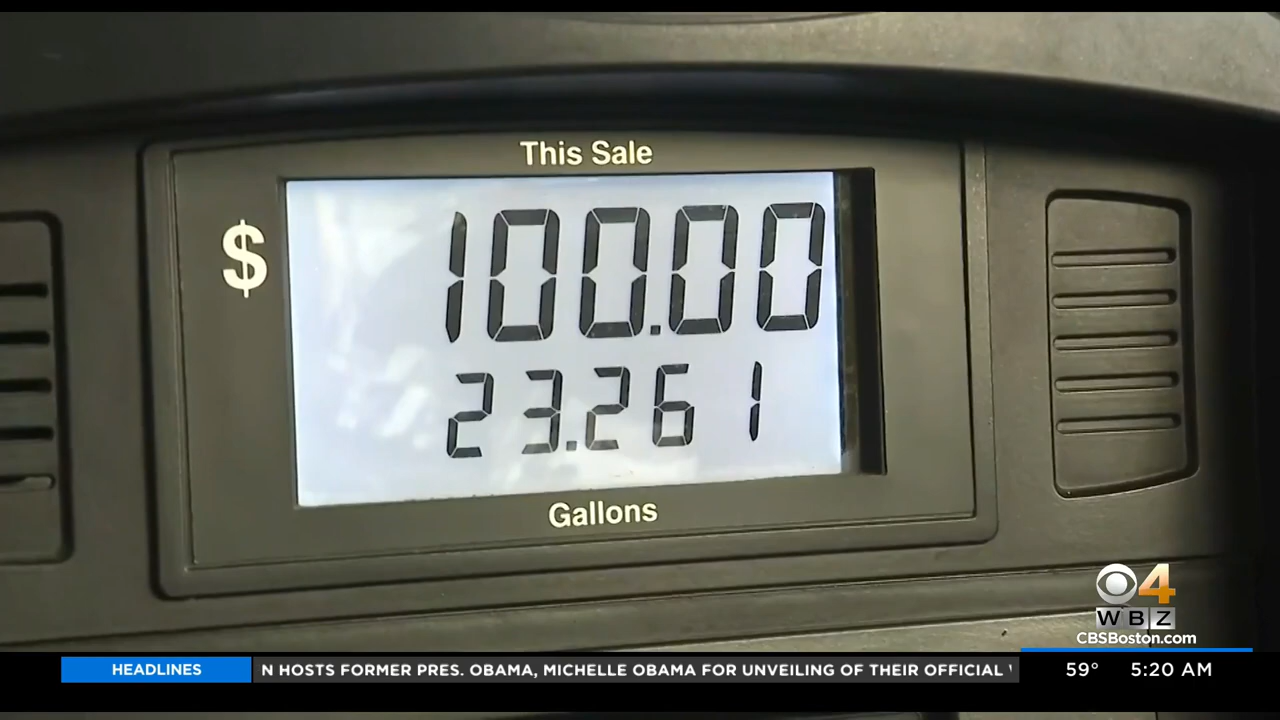 This Sale
$ 100.00
23.261
Gallons
4
WBZ
CBSBoston.com
HEADLINES N HOSTS FORMER PRES. OBAMA, MICHELLE OBAMA FOR UNVEILING OF THEIR OFFICIAL 59° 5:20 AM